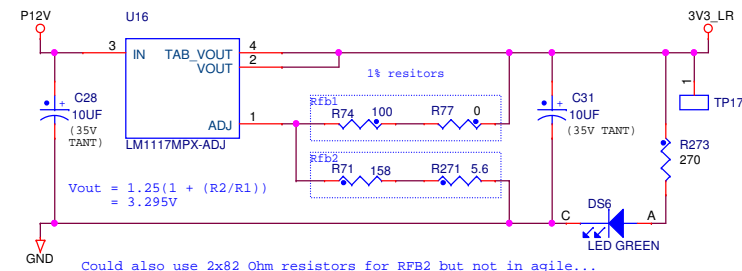 P12V
U16
3V3_LR
3
IN
TAB_VOUT
4
VOUT
2
1% resitors
1
TP17
C28
10UF
(35V
TANT)
ADJ
1
LM1117MPX-ADJ
Rfb1
R74
100
R77
0
C31
10UF
(35V
TANT)
R273
270
Rfb2
R71
158
R271
5.6
Vout = 1.25(1 + (R2/R1))
= 3.295V
DS6
C
A
LED GREEN
GND
Could also use 2x82 Ohm resistors for RFB2 but not in agile...